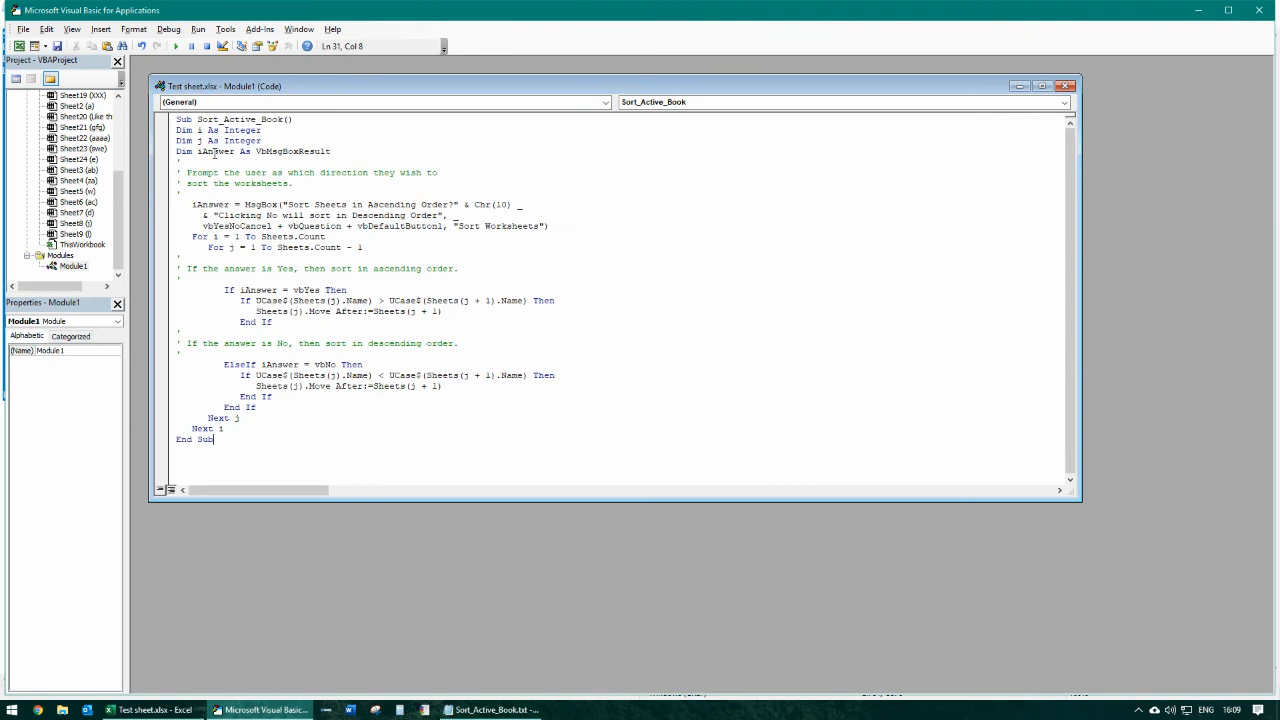 Microsoft Visual Basic for Applications
File Edit View Insert Format Debug Run Tools Add-Ins Window Help
Ln 31, Col 8
Project - VBAProject
Sheet19 (XXX)
Sheet2 (a)
Sheet20 (Like th
Sheet21 (gfg)
Sheet22 (aaaa)
Sheet23 (swe)
Sheet24 (e)
Sheet3 (ab)
Sheet4 (za)
Sheet5 (w)
Sheet6 (ac)
Sheet7 (d)
Sheet8 (j)
Sheet9 (l)
ThisWorkbook
Modules
Module1
Properties - Module1
Module1 Module
Alphabetic Categorized
(Name) Module1
Test sheet.xlsx - Module1 (Code)
(General) Sort_Active_Book
Sub Sort_Active_Book()
Dim i As Integer
Dim j As Integer
Dim iAnswer As VbMsgBoxResult
'
' Prompt the user as which direction they wish to
' sort the worksheets.
'
iAnswer = MsgBox("Sort Sheets in Ascending Order?" & Chr(10) _
& "Clicking No will sort in Descending Order", _
vbYesNoCancel + vbQuestion + vbDefaultButton1, "Sort Worksheets")
For i = 1 To Sheets.Count
For j = 1 To Sheets.Count - 1
'
' If the answer is Yes, then sort in ascending order.
'
If iAnswer = vbYes Then
If UCase$(Sheets(j).Name) > UCase$(Sheets(j + 1).Name) Then
Sheets(j).Move After:=Sheets(j + 1)
End If
'
' If the answer is No, then sort in descending order.
'
ElseIf iAnswer = vbNo Then
If UCase$(Sheets(j).Name) < UCase$(Sheets(j + 1).Name) Then
Sheets(j).Move After:=Sheets(j + 1)
End If
End If
Next j
Next i
End Sub
Test sheet.xlsx - Excel
Microsoft Visual Basic...
Sort_Active_Book.txt -...
ENG 16:09